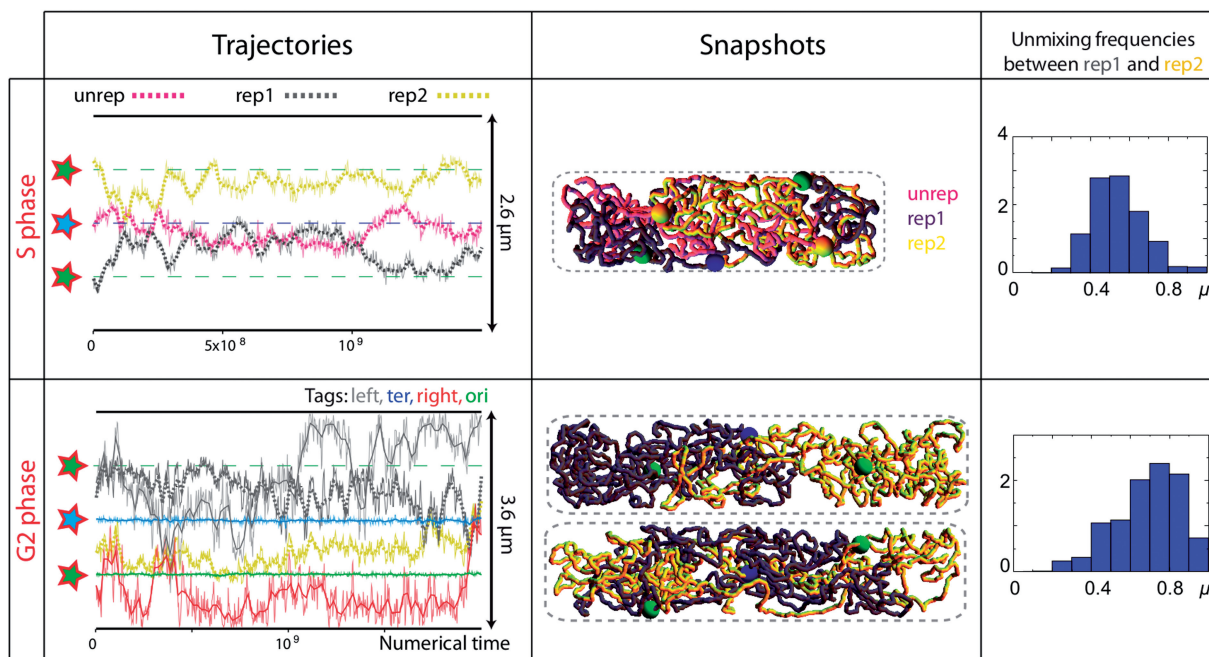 Trajectories
Snapshots
Unmixing frequencies
between rep1 and rep2
S phase
unrep rep1 rep2
2.6 μm
0 5x10 8 10 9
unrep
rep1
rep2
4
2
0
0 0.4 0.8 μ
G2 phase
Tags: left, ter, right, ori
3.6 μm
0 10 9 Numerical time
2
0
0 0.4 0.8 μ